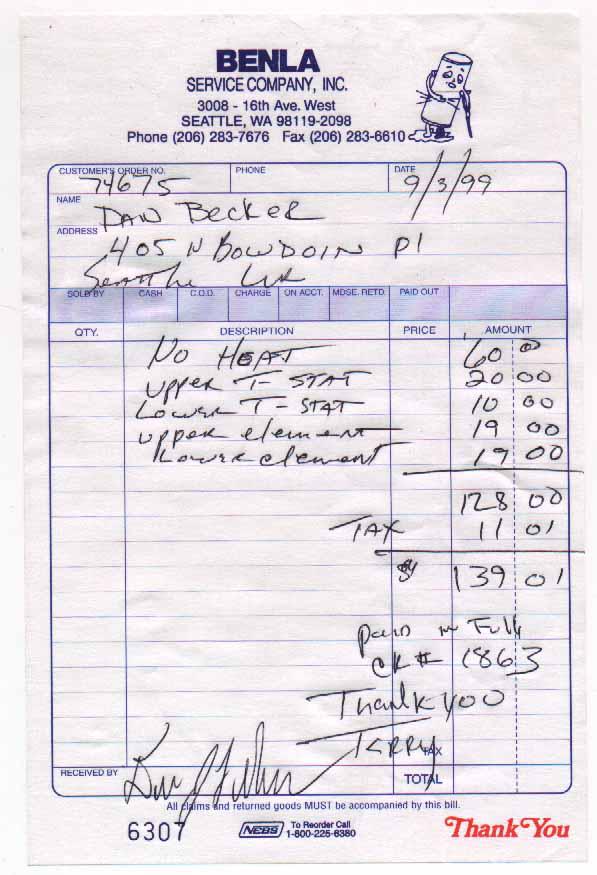 BENLA
SERVICE COMPANY, INC.
3008 - 16th Ave. West
SEATTLE, WA 98119-2098
Phone (206) 283-7676 Fax (206) 283-6610
CUSTOMER'S ORDER NO. 74675 PHONE DATE 9/3/99
NAME Dan Becker
ADDRESS 405 N Bowdoin Pl
Seattle WA
SOLD BY CASH C.O.D. CHARGE ON ACCT. MDSE. RETD. PAID OUT
QTY. DESCRIPTION PRICE AMOUNT
No Heat 60 00
Upper T-STAT 20 00
Lower T-STAT 10 00
upper element 19 00
Lower element 19 00
128 00
TAX 11 01
139 01
Paid in Full
CK# 1863
Thank you
Kerry
TAX
RECEIVED BY TOTAL
All claims and returned goods MUST be accompanied by this bill.
6307 NEBS To Reorder Call
1-800-225-6380
Thank You